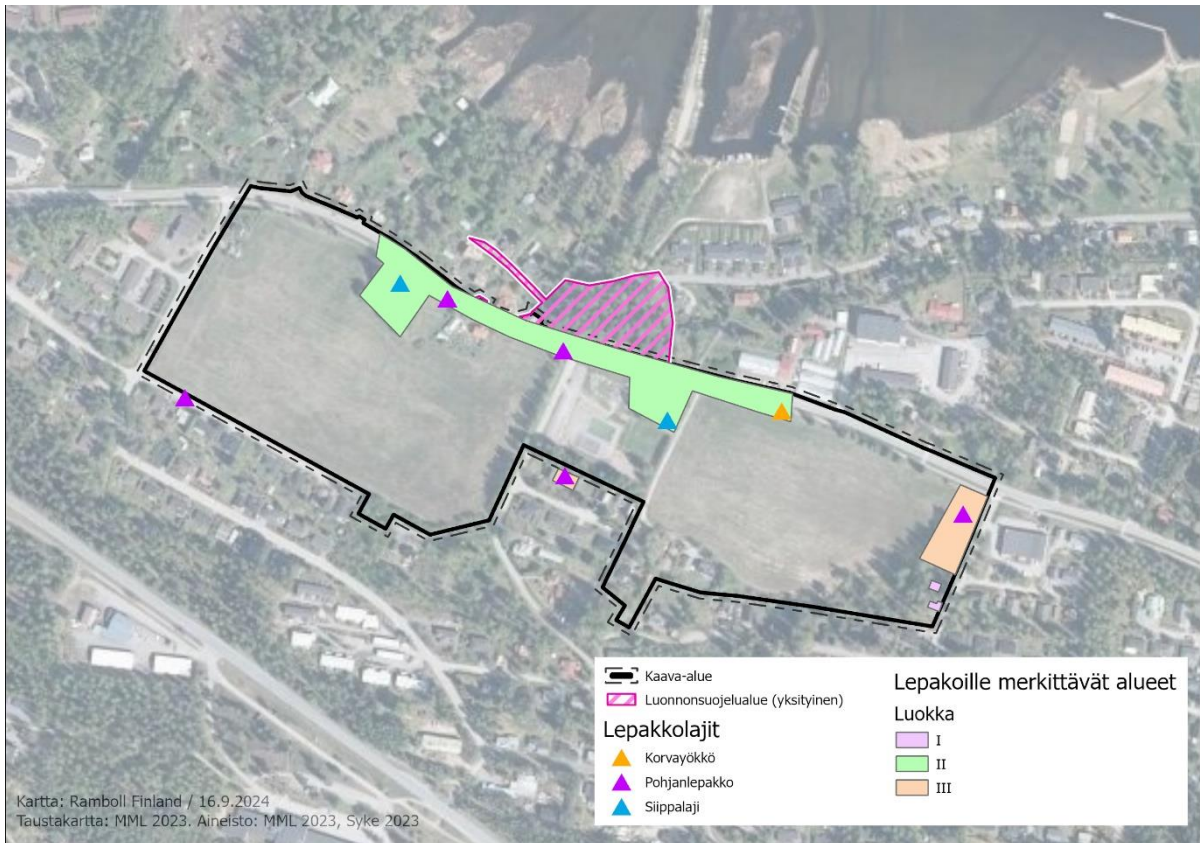 Kaava-alue
Luonnonsuojelualue (yksityinen)
Lepakkolajit
Korvayökkö
Pohjanlepakko
Siippalaji
Lepakoille merkittävät alueet
Luokka
I
II
III
Kartta: Ramboll Finland / 16.9.2024
Taustakartta: MML 2023. Aineisto: MML 2023, Syke 2023